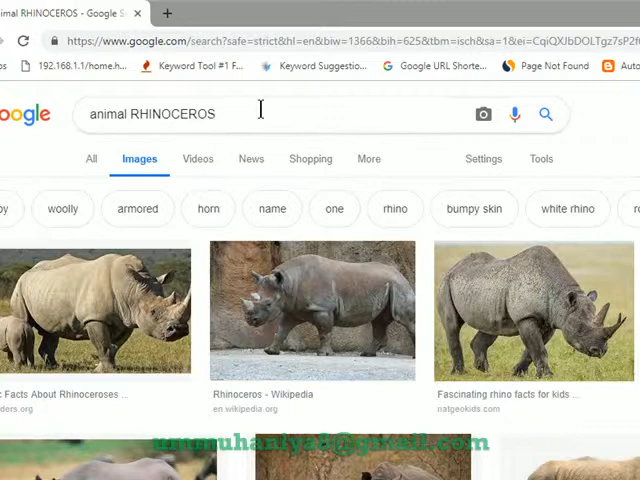 imal RHINOCEROS - Google S
https://www.google.com/search?safe=strict&hl=en&biw=1366&bih=625&tbm=isch&sa=1&ei=CqiQXJbDOLTgz7sP2f
192.168.1.1/home.h...
Keyword Tool #1 F...
Keyword Suggestio...
Google URL Shorte...
Page Not Found
Acade
oogle
animal RHINOCEROS
All
Images
Videos
News
Shopping
More
Settings
Tools
by
woolly
armored
horn
name
one
rhino
bumpy skin
white rhino
c Facts About Rhinoceroses ...
ders.org
Rhinoceros - Wikipedia
en.wikipedia.org
Fascinating rhino facts for kids ...
natgeokids.com
ummuhaniya8@gmail.com